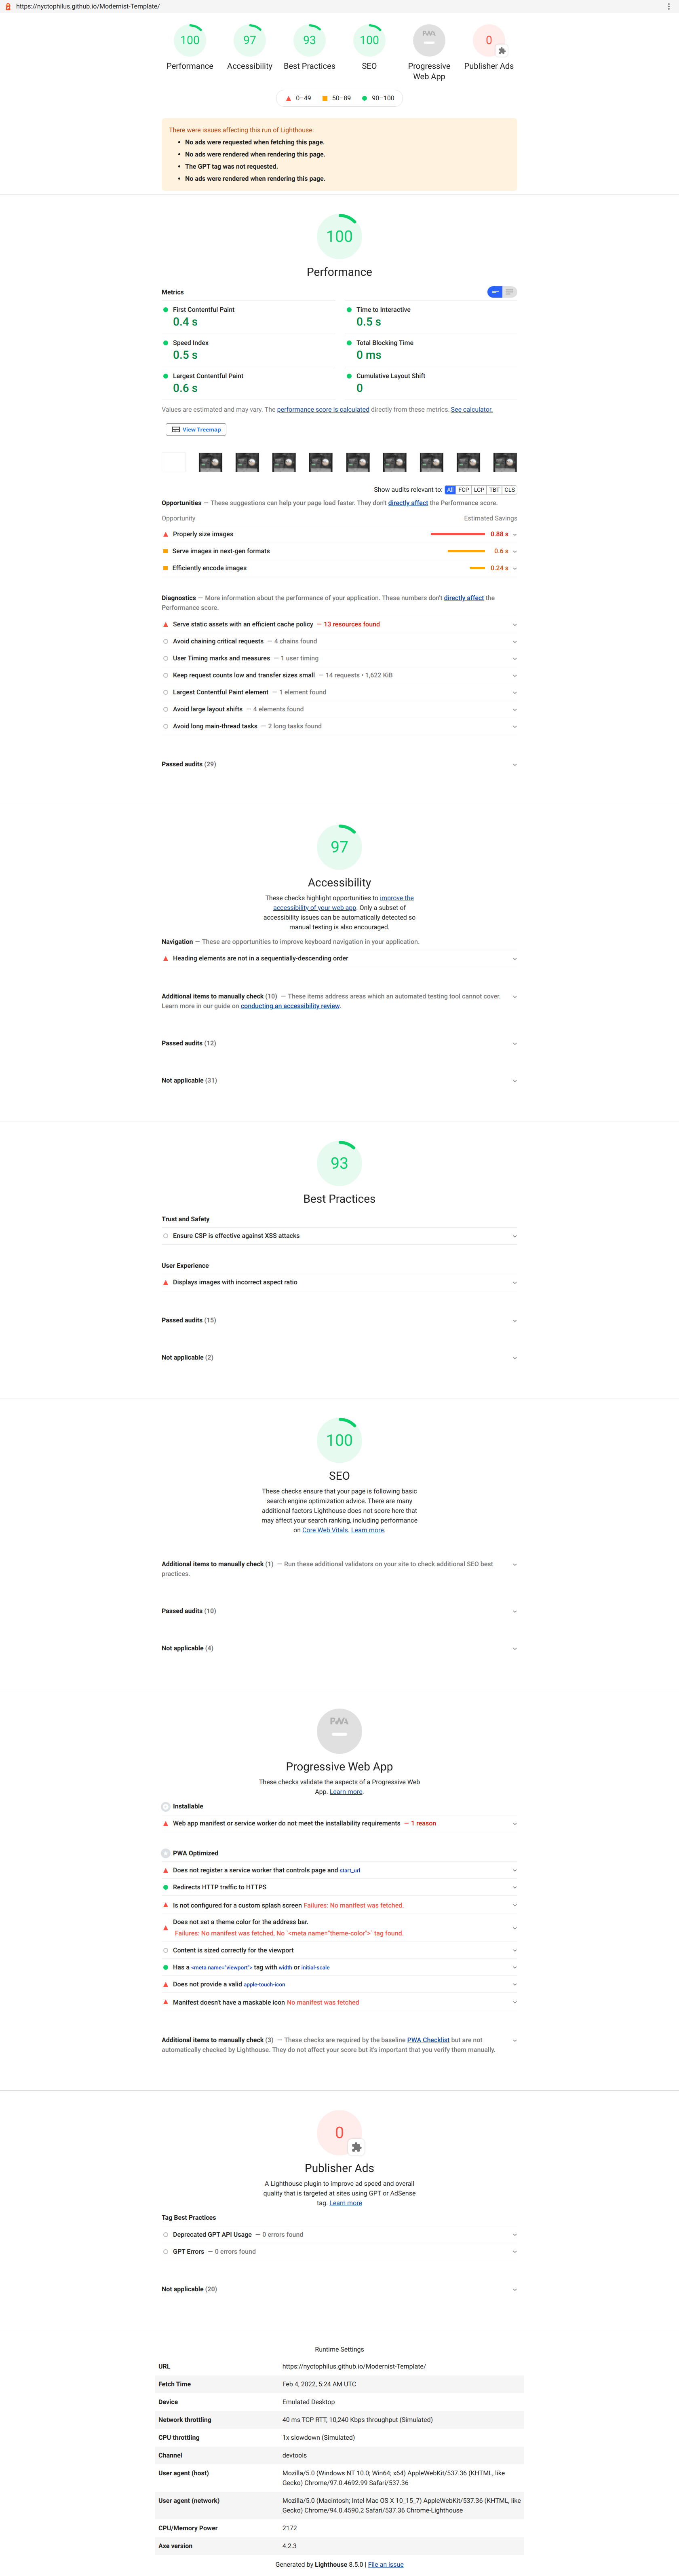 https://nyctophilus.github.io/Modernist-Template/
100
97
93
100
PWA
0
Performance
Accessibility
Best Practices
SEO
Progressive
Web App
Publisher Ads
0–49
50–89
90–100
There were issues affecting this run of Lighthouse:
• No ads were requested when fetching this page.
• No ads were rendered when rendering this page.
• The GPT tag was not requested.
• No ads were rendered when rendering this page.
100
Performance
Metrics
First Contentful Paint
0.4 s
Time to Interactive
0.5 s
Speed Index
0.5 s
Total Blocking Time
0 ms
Largest Contentful Paint
0.6 s
Cumulative Layout Shift
0
Values are estimated and may vary. The performance score is calculated directly from these metrics. See calculator.
View Treemap
Show audits relevant to: All FCP LCP TBT CLS
Opportunities — These suggestions can help your page load faster. They don't directly affect the Performance score.
Opportunity Estimated Savings
Properly size images 0.88 s
Serve images in next-gen formats 0.6 s
Efficiently encode images 0.24 s
Diagnostics — More information about the performance of your application. These numbers don't directly affect the
Performance score.
Serve static assets with an efficient cache policy — 13 resources found
Avoid chaining critical requests — 4 chains found
User Timing marks and measures — 1 user timing
Keep request counts low and transfer sizes small — 14 requests • 1,622 KiB
Largest Contentful Paint element — 1 element found
Avoid large layout shifts — 4 elements found
Avoid long main-thread tasks — 2 long tasks found
Passed audits (29)
97
Accessibility
These checks highlight opportunities to improve the
accessibility of your web app. Only a subset of
accessibility issues can be automatically detected so
manual testing is also encouraged.
Navigation — These are opportunities to improve keyboard navigation in your application.
Heading elements are not in a sequentially-descending order
Additional items to manually check (10) — These items address areas which an automated testing tool cannot cover.
Learn more in our guide on conducting an accessibility review.
Passed audits (12)
Not applicable (31)
93
Best Practices
Trust and Safety
Ensure CSP is effective against XSS attacks
User Experience
Displays images with incorrect aspect ratio
Passed audits (15)
Not applicable (2)
100
SEO
These checks ensure that your page is following basic
search engine optimization advice. There are many
additional factors Lighthouse does not score here that
may affect your search ranking, including performance
on Core Web Vitals. Learn more.
Additional items to manually check (1) — Run these additional validators on your site to check additional SEO best
practices.
Passed audits (10)
Not applicable (4)
PWA
Progressive Web App
These checks validate the aspects of a Progressive Web
App. Learn more.
Installable
Web app manifest or service worker do not meet the installability requirements — 1 reason
PWA Optimized
Does not register a service worker that controls page and start_url
Redirects HTTP traffic to HTTPS
Is not configured for a custom splash screen Failures: No manifest was fetched.
Does not set a theme color for the address bar.
Failures: No manifest was fetched, No `<meta name="theme-color">` tag found.
Content is sized correctly for the viewport
Has a <meta name="viewport"> tag with width or initial-scale
Does not provide a valid apple-touch-icon
Manifest doesn't have a maskable icon No manifest was fetched
Additional items to manually check (3) — These checks are required by the baseline PWA Checklist but are not
automatically checked by Lighthouse. They do not affect your score but it's important that you verify them manually.
0
Publisher Ads
A Lighthouse plugin to improve ad speed and overall
quality that is targeted at sites using GPT or AdSense
tag. Learn more
Tag Best Practices
Deprecated GPT API Usage — 0 errors found
GPT Errors — 0 errors found
Not applicable (20)
Runtime Settings
URL https://nyctophilus.github.io/Modernist-Template/
Fetch Time Feb 4, 2022, 5:24 AM UTC
Device Emulated Desktop
Network throttling 40 ms TCP RTT, 10,240 Kbps throughput (Simulated)
CPU throttling 1x slowdown (Simulated)
Channel devtools
User agent (host) Mozilla/5.0 (Windows NT 10.0; Win64; x64) AppleWebKit/537.36 (KHTML, like
Gecko) Chrome/97.0.4692.99 Safari/537.36
User agent (network) Mozilla/5.0 (Macintosh; Intel Mac OS X 10_15_7) AppleWebKit/537.36 (KHTML, like
Gecko) Chrome/94.0.4590.2 Safari/537.36 Chrome-Lighthouse
CPU/Memory Power 2172
Axe version 4.2.3
Generated by Lighthouse 8.5.0 | File an issue